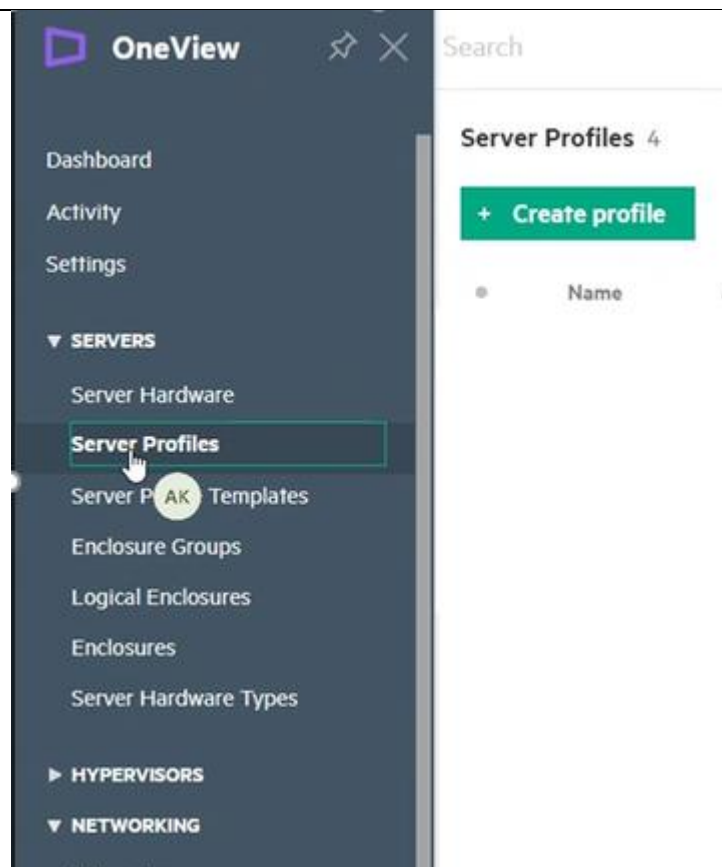 OneView
Search
Dashboard
Activity
Settings
SERVERS
Server Hardware
Server Profiles
Server P AK Templates
Enclosure Groups
Logical Enclosures
Enclosures
Server Hardware Types
HYPERVISORS
NETWORKING
Server Profiles 4
+ Create profile
Name